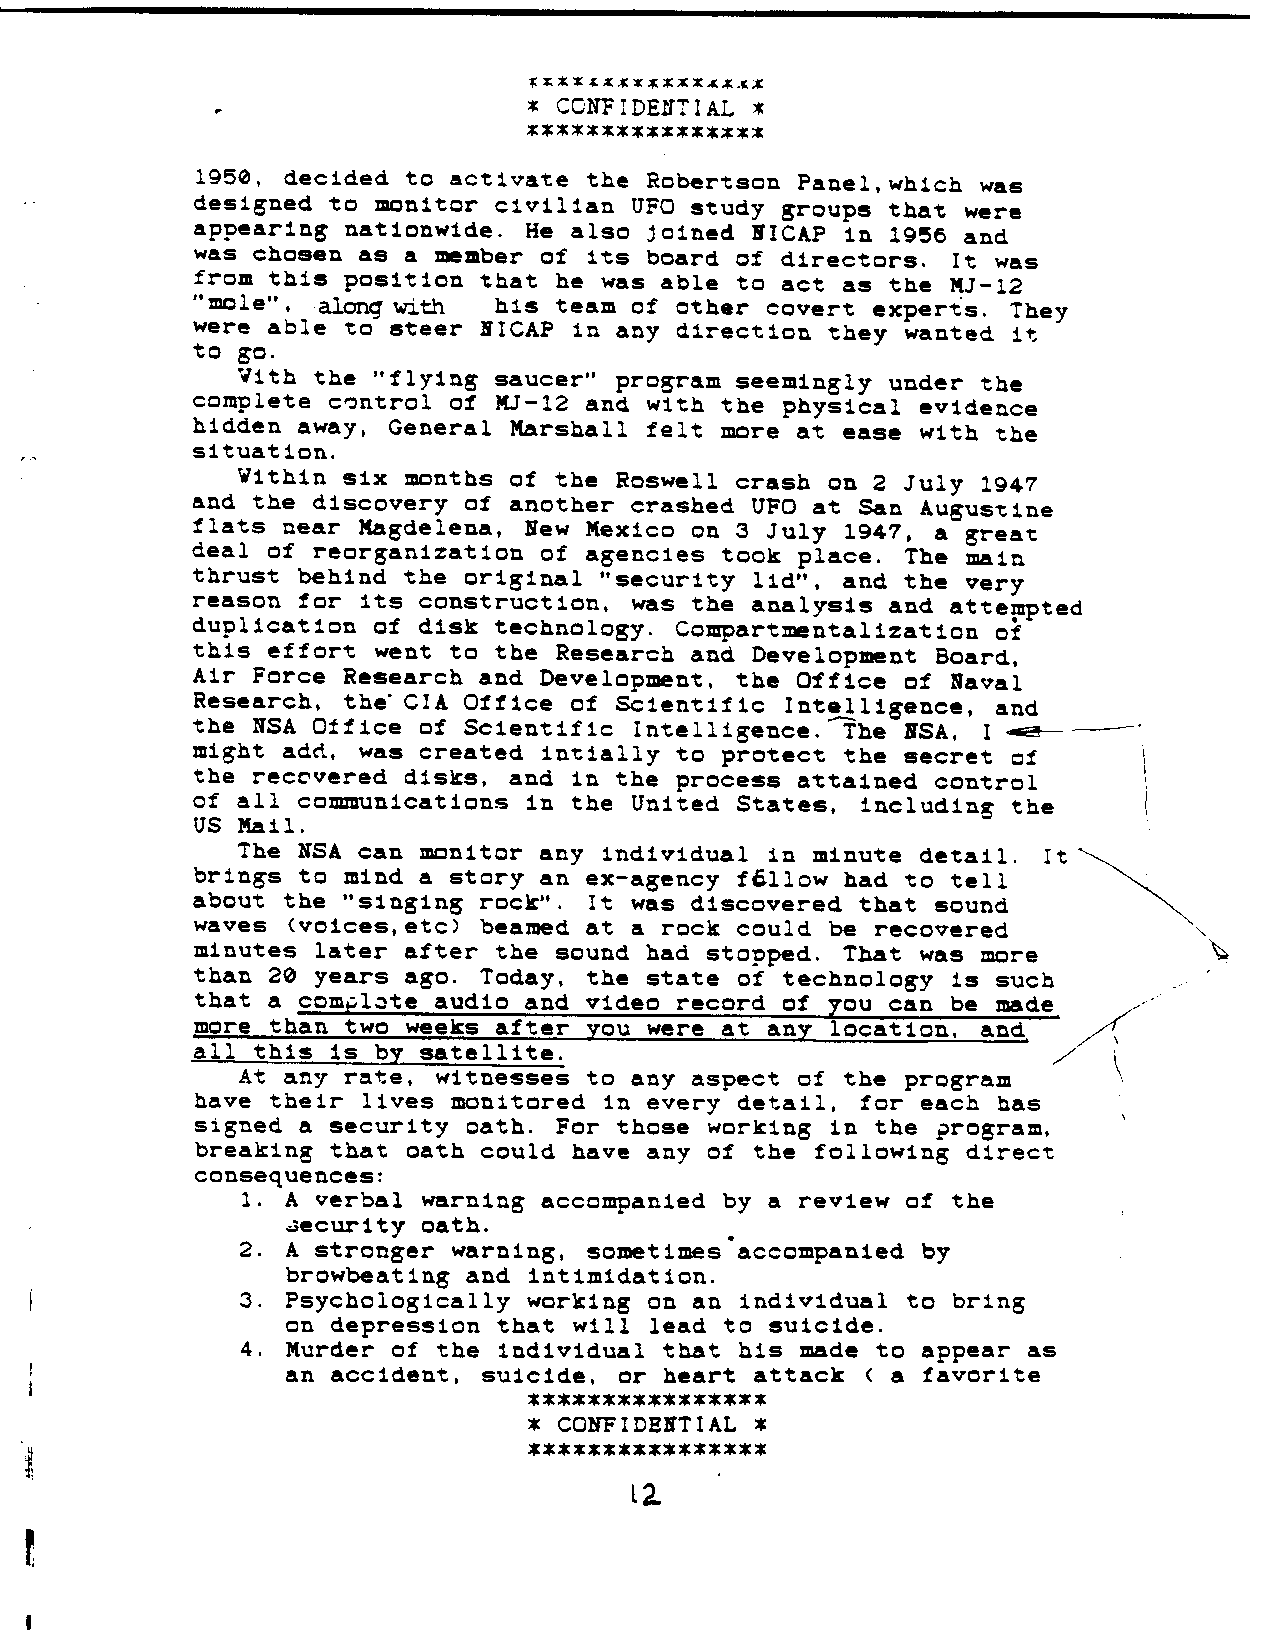 ****************
* CONFIDENTIAL *
****************
1950, decided to activate the Robertson Panel,which was
designed to monitor civilian UFO study groups that were
appearing nationwide. He also joined NICAP in 1956 and
was chosen as a member of its board of directors. It was
from this position that he was able to act as the MJ-12
"mole", along with his team of other covert experts. They
were able to steer NICAP in any direction they wanted it
to go.
With the "flying saucer" program seemingly under the
complete control of MJ-12 and with the physical evidence
hidden away, General Marshall felt more at ease with the
situation.
Within six months of the Roswell crash on 2 July 1947
and the discovery of another crashed UFO at San Augustine
flats near Magdelena, New Mexico on 3 July 1947, a great
deal of reorganization of agencies took place. The main
thrust behind the original "security lid", and the very
reason for its construction, was the analysis and attempted
duplication of disk technology. Compartmentalization of
this effort went to the Research and Development Board,
Air Force Research and Development, the Office of Naval
Research, the CIA Office of Scientific Intelligence, and
the NSA Office of Scientific Intelligence. The NSA, I
might add, was created intially to protect the secret of
the recovered disks, and in the process attained control
of all communications in the United States, including the
US Mail.
The NSA can monitor any individual in minute detail. It
brings to mind a story an ex-agency fellow had to tell
about the "singing rock". It was discovered that sound
waves (voices,etc) beamed at a rock could be recovered
minutes later after the sound had stopped. That was more
than 20 years ago. Today, the state of technology is such
that a complete audio and video record of you can be made
more than two weeks after you were at any location, and
all this is by satellite.
At any rate, witnesses to any aspect of the program
have their lives monitored in every detail, for each has
signed a security oath. For those working in the program,
breaking that oath could have any of the following direct
consequences:
1. A verbal warning accompanied by a review of the
security oath.
2. A stronger warning, sometimes accompanied by
browbeating and intimidation.
3. Psychologically working on an individual to bring
on depression that will lead to suicide.
4. Murder of the individual that his made to appear as
an accident, suicide, or heart attack ( a favorite
****************
* CONFIDENTIAL *
****************
12